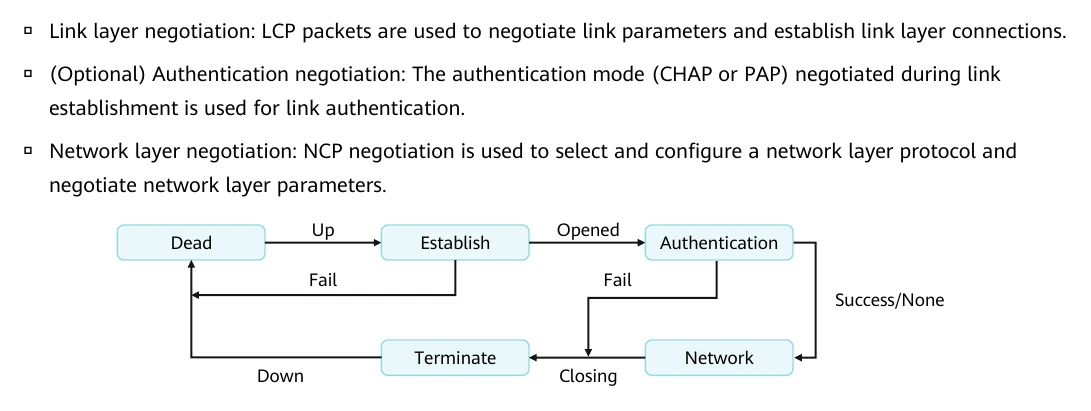 Link layer negotiation: LCP packets are used to negotiate link parameters and establish link layer connections.
(Optional) Authentication negotiation: The authentication mode (CHAP or PAP) negotiated during link
establishment is used for link authentication.
Network layer negotiation: NCP negotiation is used to select and configure a network layer protocol and
negotiate network layer parameters.
Dead
Up
Establish
Opened
Authentication
Fail
Fail
Success/None
Terminate
Network
Down
Closing